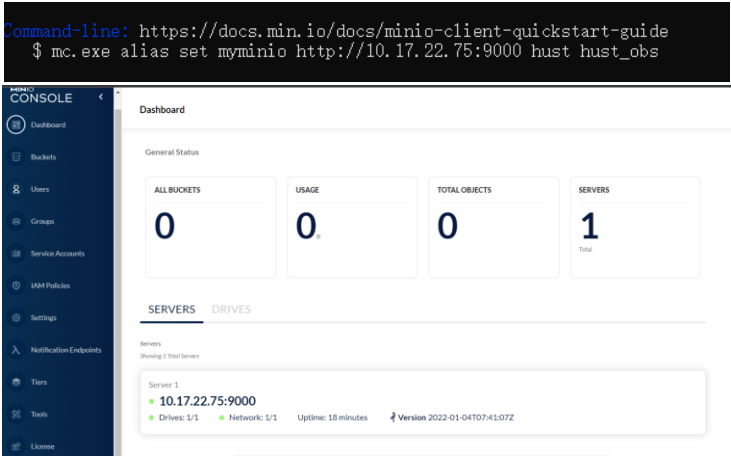 Command-line: https://docs.min.io/docs/minio-client-quickstart-guide
$ mc.exe alias set myminio http://10.17.22.75:9000 hust hust_obs
MINIO
CONSOLE <
Dashboard
Dashboard
Buckets
Users
Groups
Service Accounts
IAM Policies
Settings
Notification Endpoints
Tiers
Tools
License
General Status
ALL BUCKETS
0
USAGE
0
TOTAL OBJECTS
0
SERVERS
1
Total
SERVERS DRIVES
Servers
Showing 1 Total Servers
Server 1
10.17.22.75:9000
Drives: 1/1 Network: 1/1 Uptime: 18 minutes Version 2022-01-04T07:41:07Z